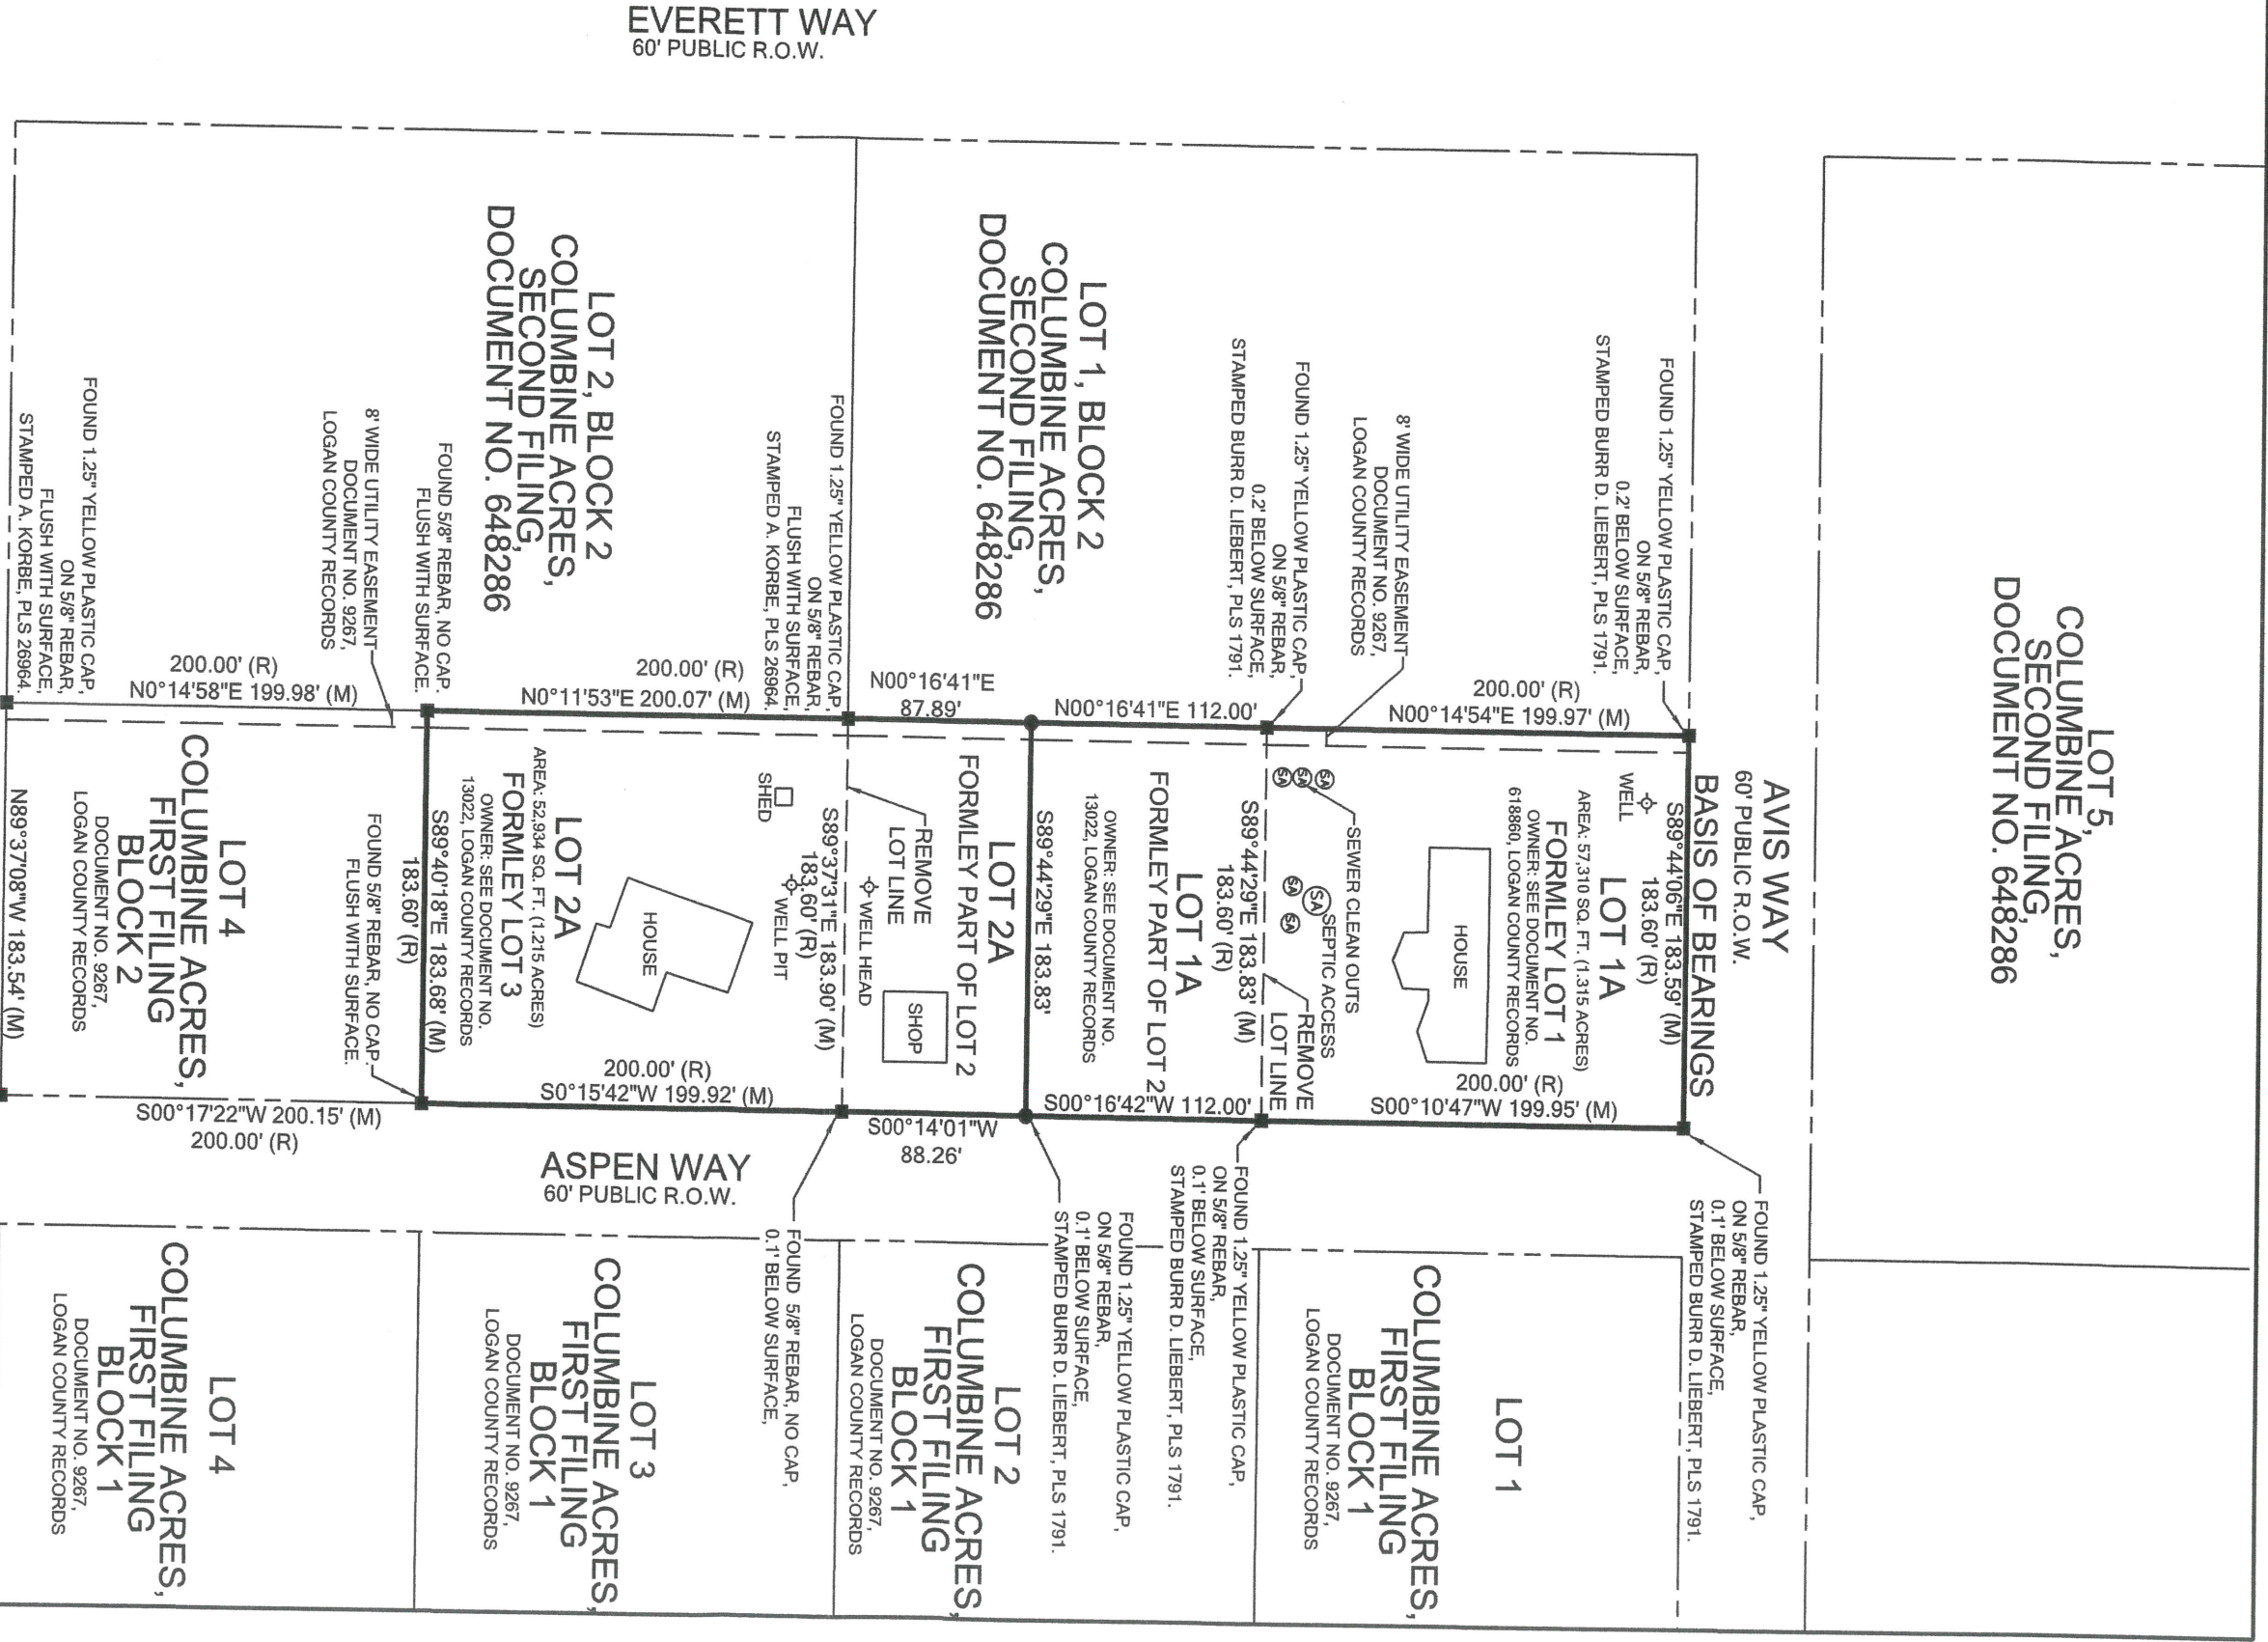 EVERETT WAY
60' PUBLIC R.O.W.
LOT 5,
COLUMBINE ACRES,
SECOND FILING,
DOCUMENT NO. 648286
AVIS WAY
60' PUBLIC R.O.W.
BASIS OF BEARINGS
S89°44'06"E 183.59' (M)
183.60' (R)
FOUND 1.25" YELLOW PLASTIC CAP,
ON 5/8" REBAR,
0.2' BELOW SURFACE,
STAMPED BURR D. LIEBERT, PLS 1791.
FOUND 1.25" YELLOW PLASTIC CAP,
ON 5/8" REBAR,
0.1' BELOW SURFACE,
STAMPED BURR D. LIEBERT, PLS 1791.
WELL
LOT 1A
FORMLEY LOT 1
AREA: 57,310 SQ. FT. (1.315 ACRES)
OWNER: SEE DOCUMENT NO.
618860, LOGAN COUNTY RECORDS
HOUSE
200.00' (R)
N00°14'54"E 199.97' (M)
200.00' (R)
S00°10'47"W 199.95' (M)
8' WIDE UTILITY EASEMENT
DOCUMENT NO. 9267,
LOGAN COUNTY RECORDS
SEWER CLEAN OUTS
SEPTIC ACCESS
SA
SA
SA
SA
SA
SA
REMOVE
LOT LINE
FOUND 1.25" YELLOW PLASTIC CAP,
ON 5/8" REBAR,
0.2' BELOW SURFACE,
STAMPED BURR D. LIEBERT, PLS 1791.
S89°44'29"E 183.83' (M)
183.60' (R)
FOUND 1.25" YELLOW PLASTIC CAP,
ON 5/8" REBAR,
0.1' BELOW SURFACE,
STAMPED BURR D. LIEBERT, PLS 1791.
LOT 1A
FORMLEY PART OF LOT 2
OWNER: SEE DOCUMENT NO.
13022, LOGAN COUNTY RECORDS
N00°16'41"E 112.00'
S00°16'42"W 112.00'
LOT 1, BLOCK 2
COLUMBINE ACRES,
SECOND FILING,
DOCUMENT NO. 648286
S89°44'29"E 183.83'
FOUND 1.25" YELLOW PLASTIC CAP,
ON 5/8" REBAR,
0.1' BELOW SURFACE,
STAMPED BURR D. LIEBERT, PLS 1791.
LOT 2A
FORMLEY PART OF LOT 2
N00°16'41"E
87.89'
S00°14'01"W
88.26'
REMOVE
LOT LINE
SHOP
WELL HEAD
FOUND 1.25" YELLOW PLASTIC CAP,
ON 5/8" REBAR,
FLUSH WITH SURFACE,
STAMPED A. KORBE, PLS 26964.
S89°37'31"E 183.90' (M)
183.60' (R)
WELL PIT
FOUND 5/8" REBAR, NO CAP,
0.1' BELOW SURFACE,
SHED
HOUSE
LOT 2A
AREA: 52,934 SQ. FT. (1.215 ACRES)
FORMLEY LOT 3
OWNER: SEE DOCUMENT NO.
13022, LOGAN COUNTY RECORDS
200.00' (R)
N0°11'53"E 200.07' (M)
200.00' (R)
S0°15'42"W 199.92' (M)
LOT 2, BLOCK 2
COLUMBINE ACRES,
SECOND FILING,
DOCUMENT NO. 648286
FOUND 5/8" REBAR, NO CAP.
FLUSH WITH SURFACE.
S89°40'18"E 183.68' (M)
183.60' (R)
FOUND 5/8" REBAR, NO CAP.
FLUSH WITH SURFACE.
8' WIDE UTILITY EASEMENT
DOCUMENT NO. 9267,
LOGAN COUNTY RECORDS
200.00' (R)
N0°14'58"E 199.98' (M)
LOT 4
COLUMBINE ACRES,
FIRST FILING
BLOCK 2
DOCUMENT NO. 9267,
LOGAN COUNTY RECORDS
S00°17'22"W 200.15' (M)
200.00' (R)
FOUND 1.25" YELLOW PLASTIC CAP,
ON 5/8" REBAR,
FLUSH WITH SURFACE,
STAMPED A. KORBE, PLS 26964.
N89°37'08"W 183.54' (M)
ASPEN WAY
60' PUBLIC R.O.W.
LOT 1
COLUMBINE ACRES,
FIRST FILING
BLOCK 1
DOCUMENT NO. 9267,
LOGAN COUNTY RECORDS
LOT 2
COLUMBINE ACRES,
FIRST FILING
BLOCK 1
DOCUMENT NO. 9267,
LOGAN COUNTY RECORDS
LOT 3
COLUMBINE ACRES,
FIRST FILING
BLOCK 1
DOCUMENT NO. 9267,
LOGAN COUNTY RECORDS
LOT 4
COLUMBINE ACRES,
FIRST FILING
BLOCK 1
DOCUMENT NO. 9267,
LOGAN COUNTY RECORDS